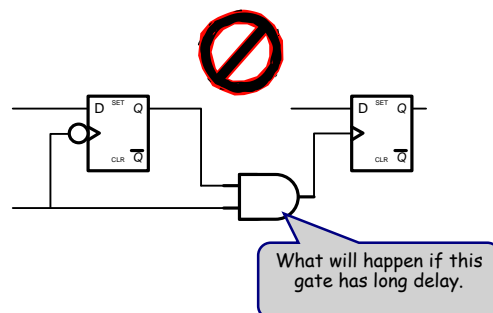 D SET Q
CLR Q
D SET Q
CLR Q
What will happen if this
gate has long delay.